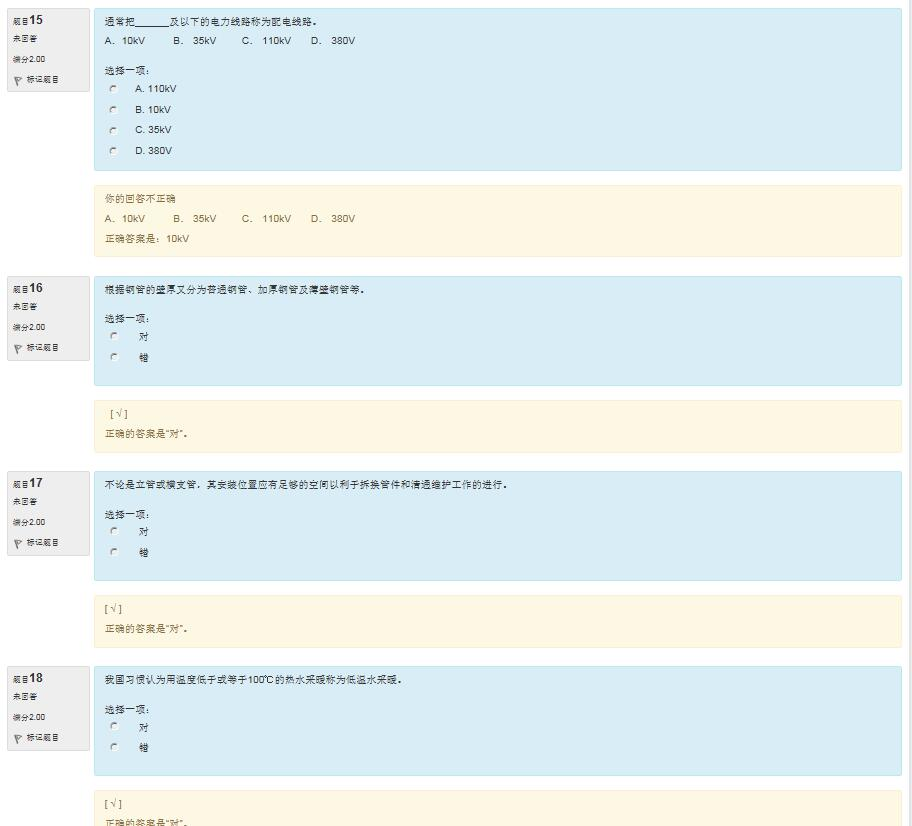 题目15
未回答
满分2.00
标记题目
通常把_______及以下的电力线路称为配电线路。
A. 10kV B. 35kV C. 110kV D. 380V
选择一项:
A. 110kV
B. 10kV
C. 35kV
D. 380V
你的回答不正确
A. 10kV B. 35kV C. 110kV D. 380V
正确答案是:10kV
题目16
未回答
满分2.00
标记题目
根据钢管的壁厚又分为普通钢管、加厚钢管及薄壁钢管等。
选择一项:
对
错
[ √ ]
正确的答案是“对”。
题目17
未回答
满分2.00
标记题目
不论是立管或横支管,其安装位置应有足够的空间以利于拆换管件和清通维护工作的进行。
选择一项:
对
错
[ √ ]
正确的答案是“对”。
题目18
未回答
满分2.00
标记题目
我国习惯认为用温度低于或等于100℃的热水采暖称为低温水采暖。
选择一项:
对
错
[ √ ]
正确的答案是“对”。